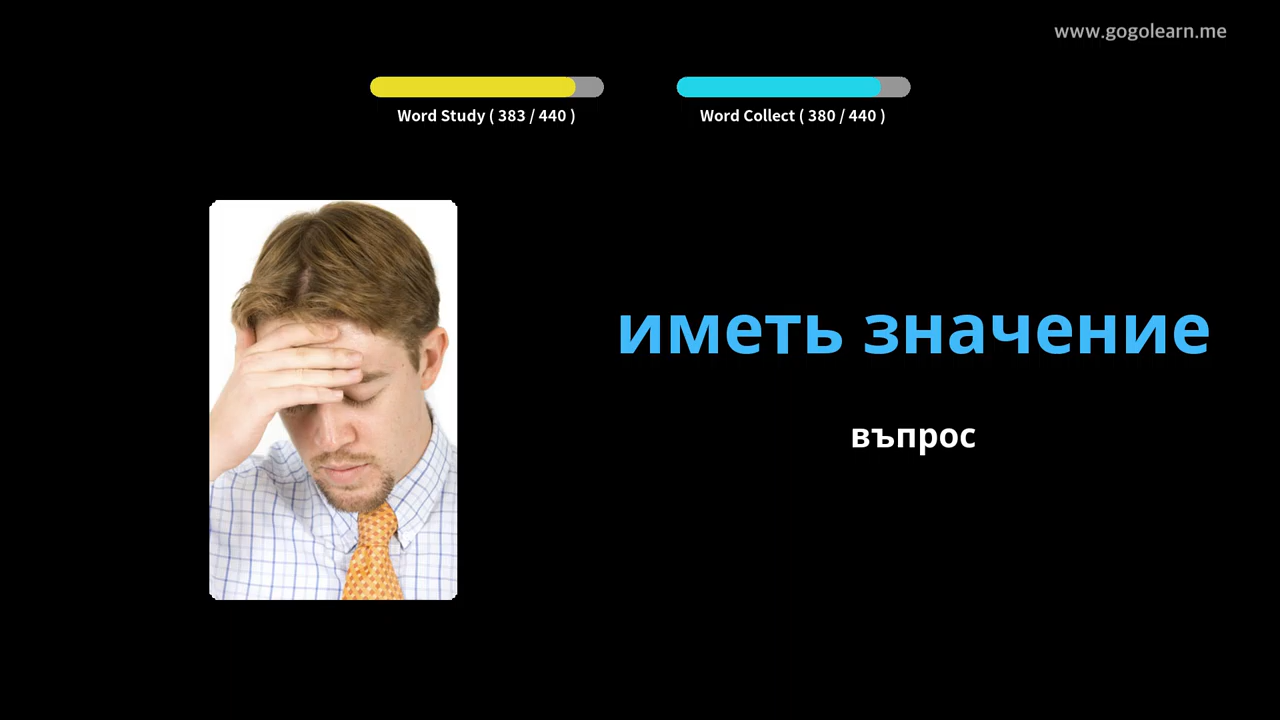 www.gogolearn.me
Word Study ( 383 / 440 )
Word Collect ( 380 / 440 )
иметь значение
въпрос